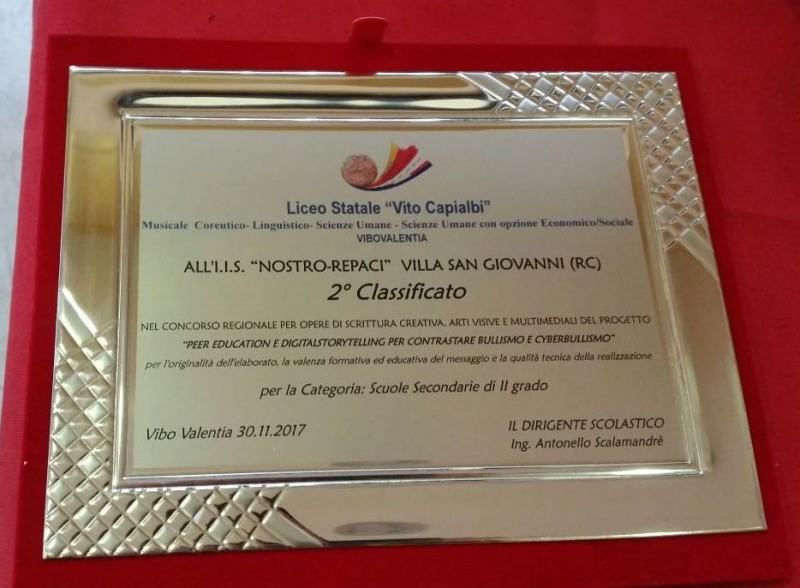 Liceo Statale "Vito Capialbi"
Musicale Coreutico- Linguistico- Scienze Umane - Scienze Umane con opzione Economico/Sociale
VIBOVALENTIA
ALL'I.I.S. "NOSTRO-REPACI" VILLA SAN GIOVANNI (RC)
2° Classificato
NEL CONCORSO REGIONALE PER OPERE DI SCRITTURA CREATIVA, ARTI VISIVE E MULTIMEDIALI DEL PROGETTO
"PEER EDUCATION E DIGITALSTORYTELLING PER CONTRASTARE BULLISMO E CYBERBULLISMO"
per l'originalità dell'elaborato, la valenza formativa ed educativa del messaggio e la qualità tecnica della realizzazione
per la Categoria: Scuole Secondarie di II grado
Vibo Valentia 30.11.2017
IL DIRIGENTE SCOLASTICO
Ing. Antonello Scalamandrè